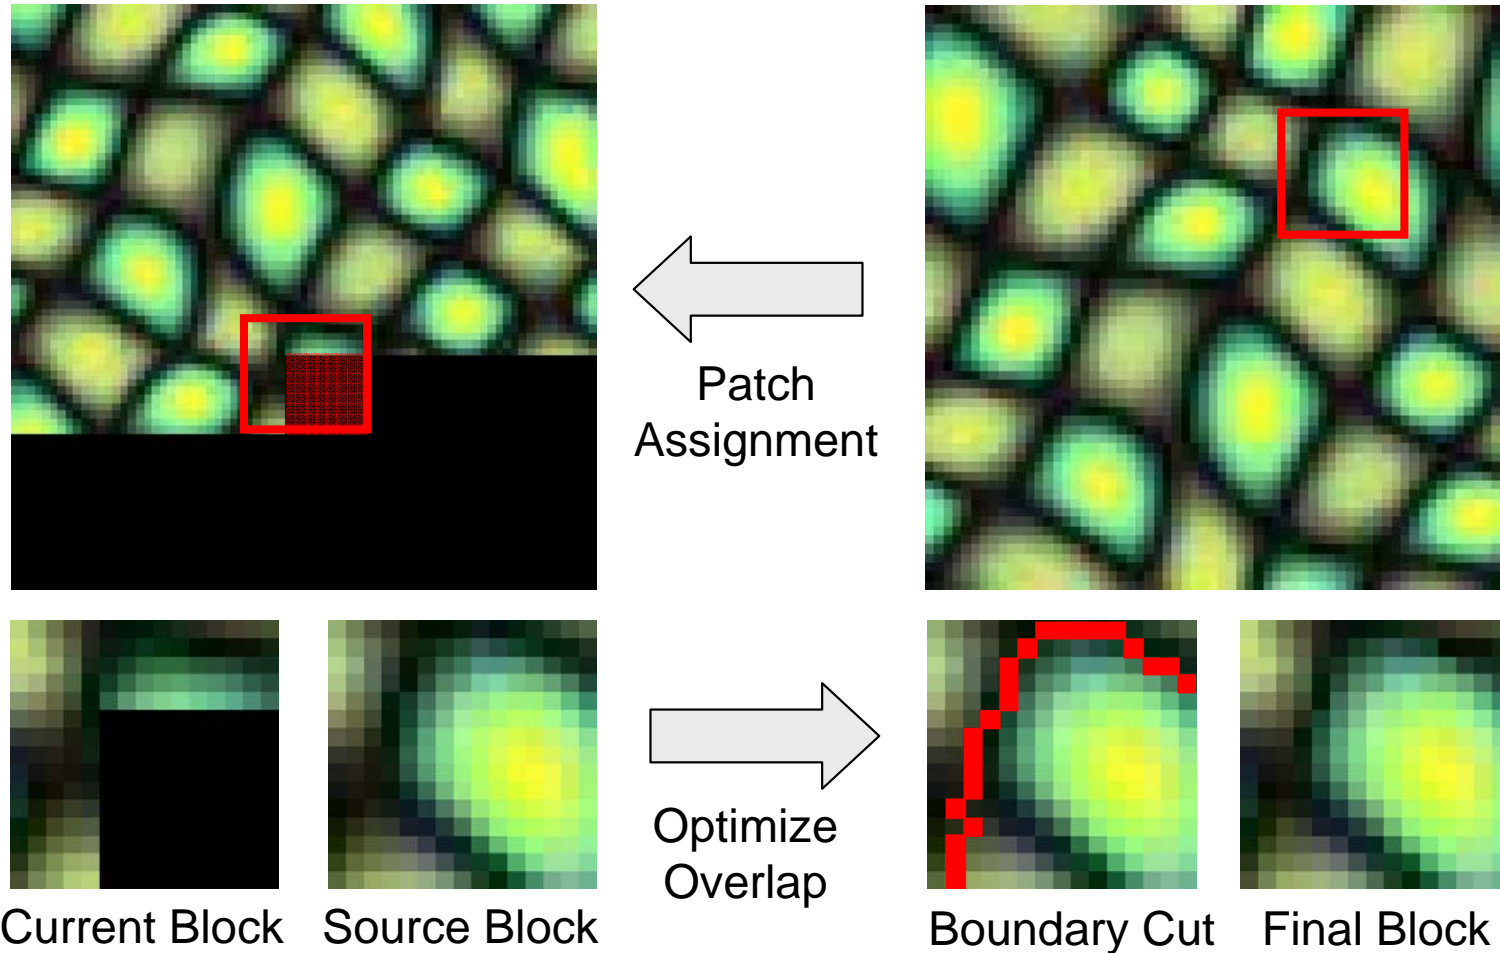 Patch
Assignment
Optimize
Overlap
Current Block
Source Block
Boundary Cut
Final Block